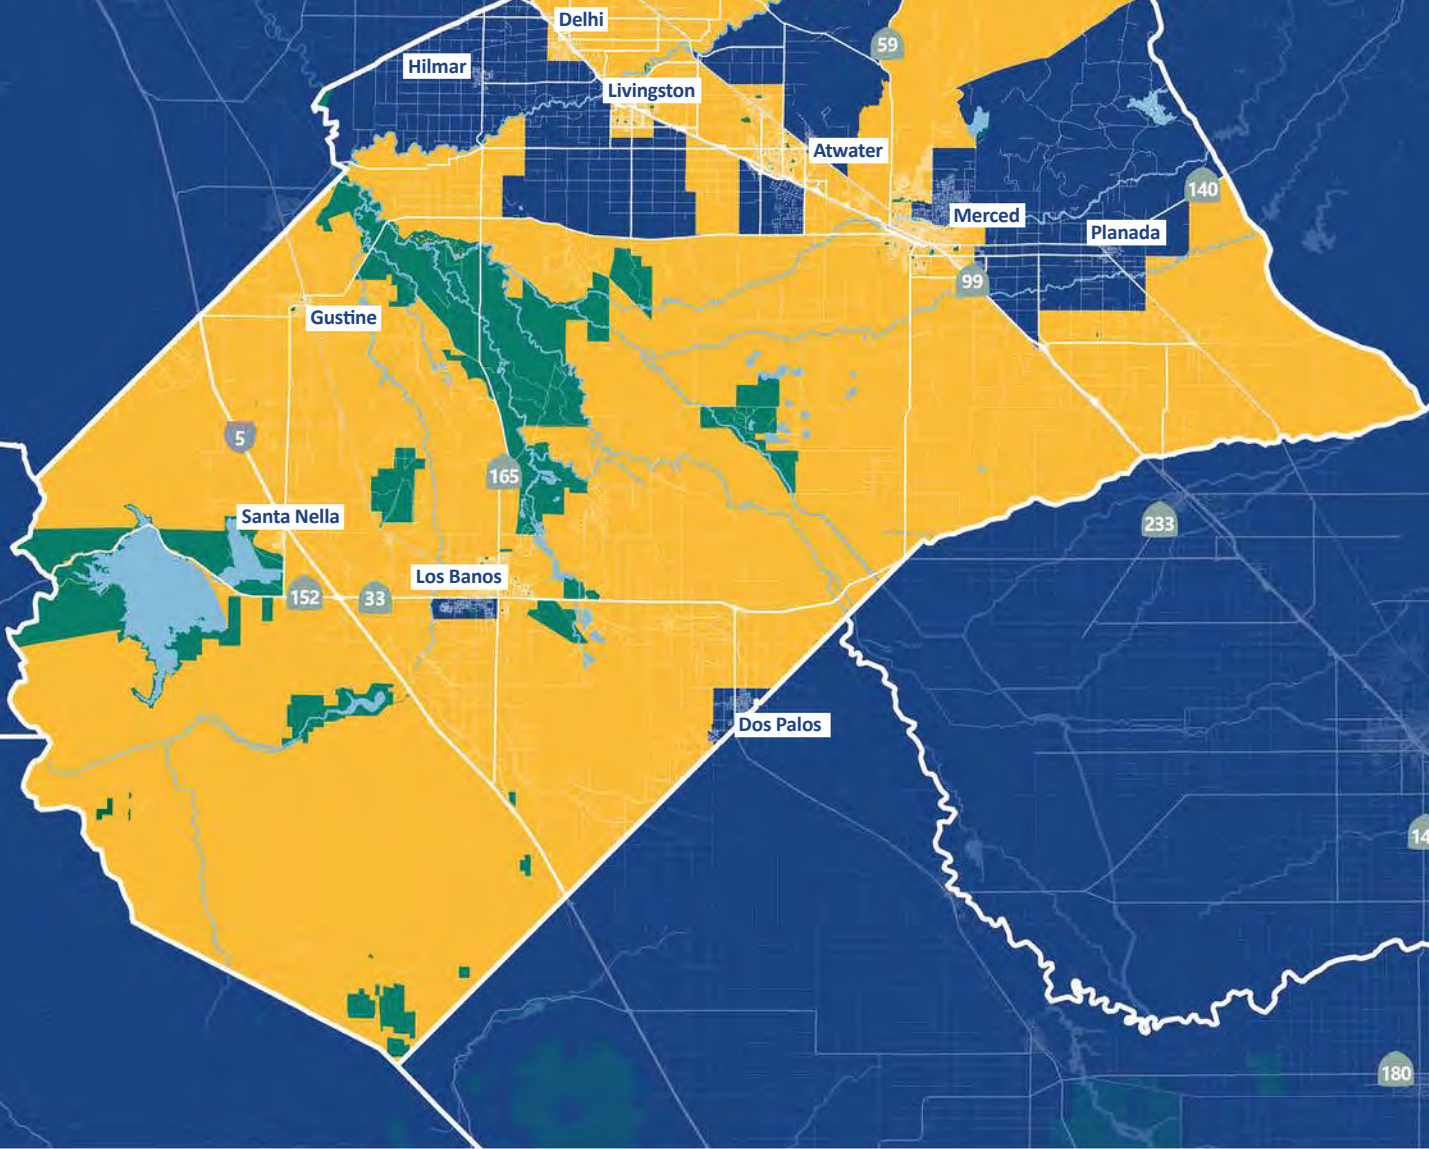 Delhi
59
Hilmar
Livingston
Atwater
140
Merced
Planada
99
Gustine
5
165
Santa Nella
233
Los Banos
152
33
Dos Palos
14
180